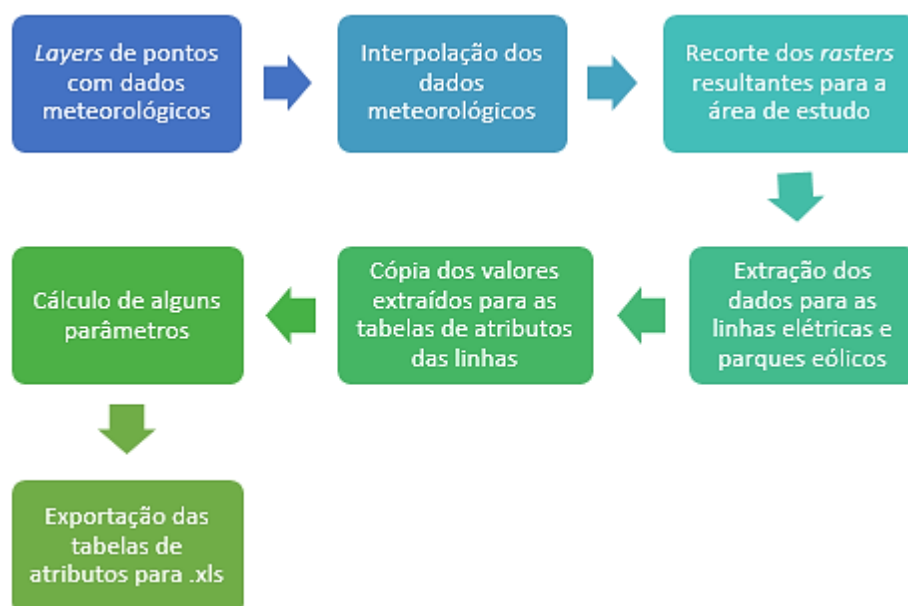 Layers de pontos
com dados
meteorológicos
Interpolação dos
dados
meteorológicos
Recorte dos rasters
resultantes para a
área de estudo
Extração dos
dados para as
linhas elétricas e
parques eólicos
Cópia dos valores
extraídos para as
tabelas de atributos
das linhas
Cálculo de alguns
parâmetros
Exportação das
tabelas de
atributos para .xls